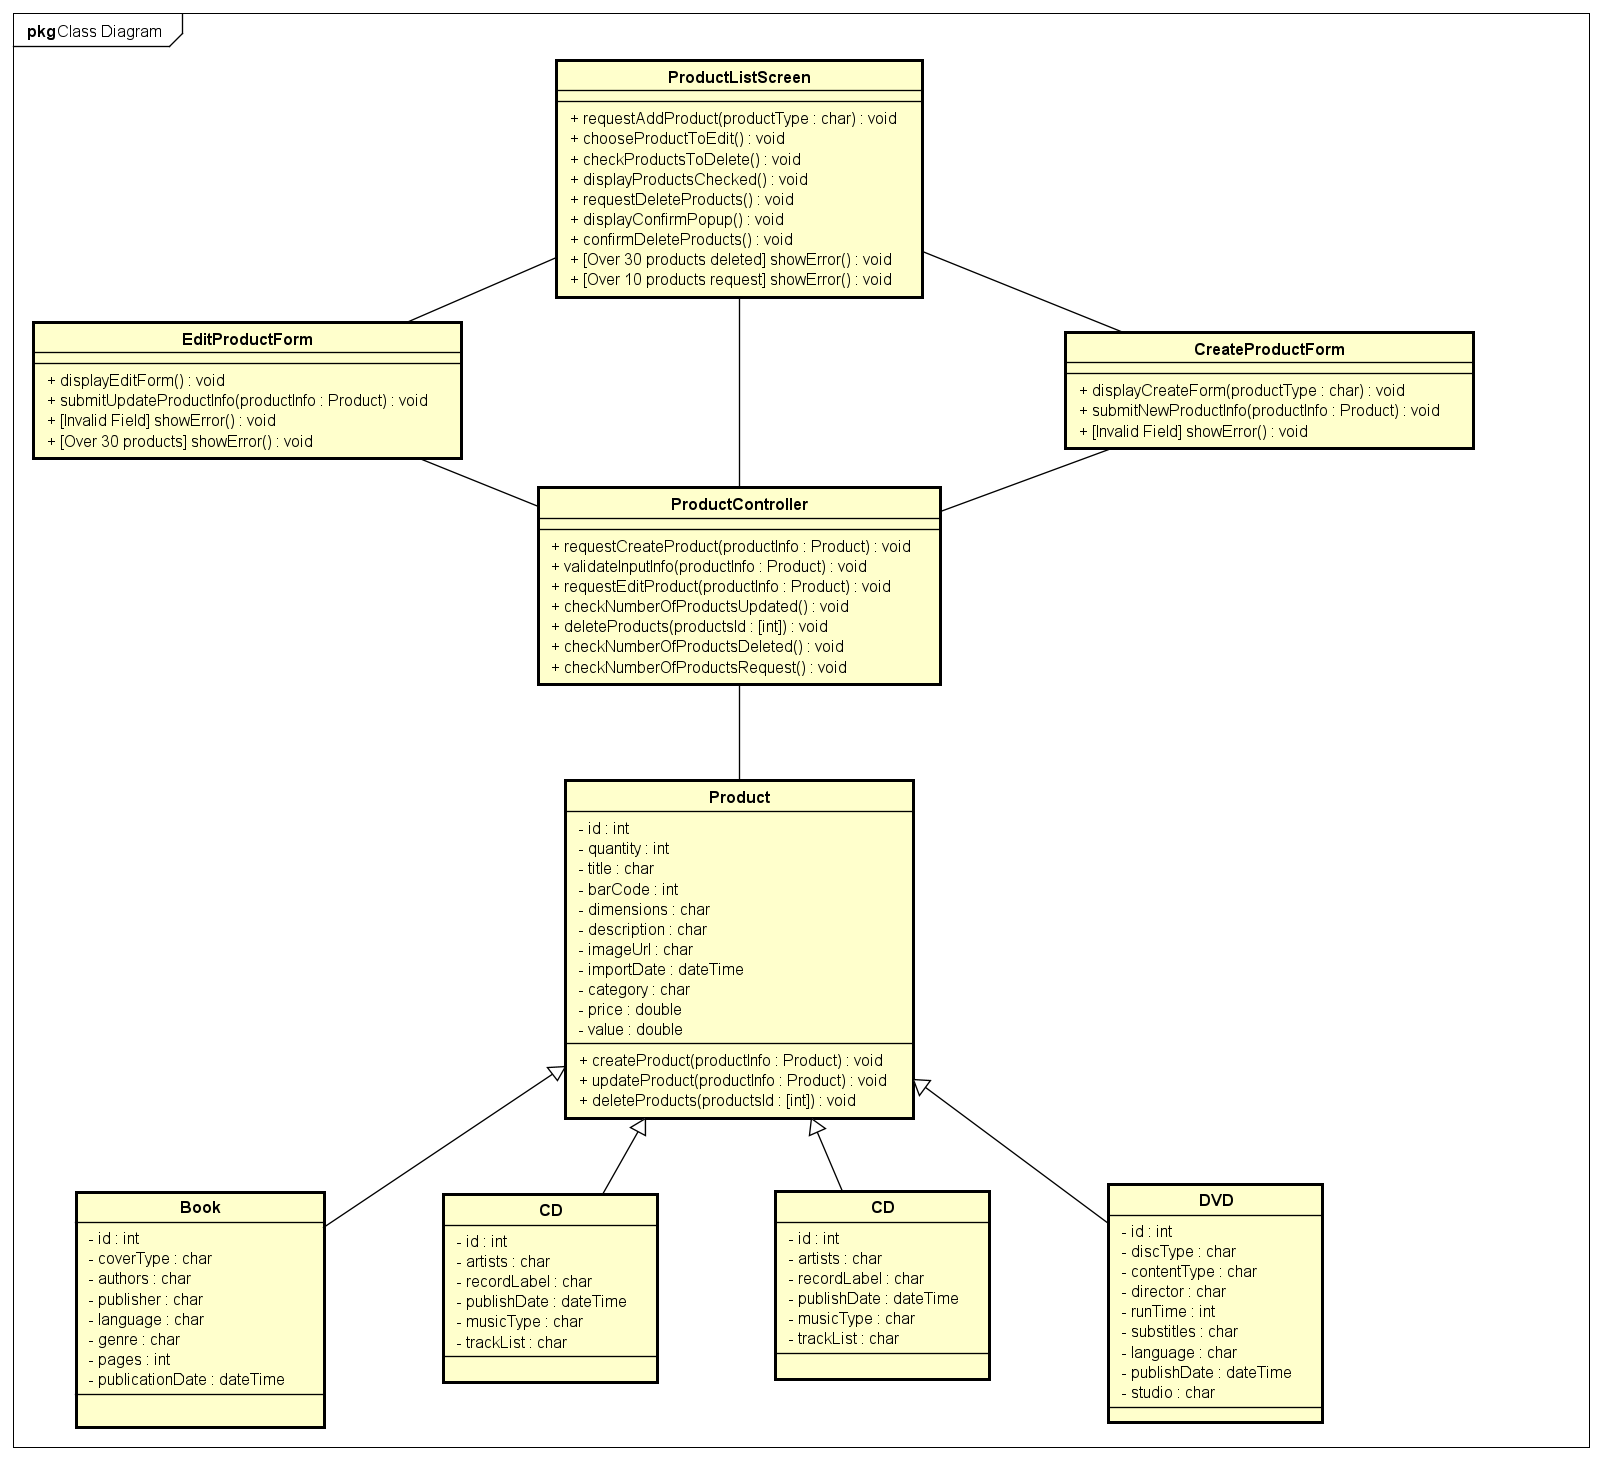 pkg Class Diagram
ProductListScreen
+ requestAddProduct(productType : char) : void
+ chooseProductToEdit() : void
+ checkProductsToDelete() : void
+ displayProductsChecked() : void
+ requestDeleteProducts() : void
+ displayConfirmPopup() : void
+ confirmDeleteProducts() : void
+ [Over 30 products deleted] showError() : void
+ [Over 10 products request] showError() : void
EditProductForm
+ displayEditForm() : void
+ submitUpdateProductInfo(productInfo : Product) : void
+ [Invalid Field] showError() : void
+ [Over 30 products] showError() : void
CreateProductForm
+ displayCreateForm(productType : char) : void
+ submitNewProductInfo(productInfo : Product) : void
+ [Invalid Field] showError() : void
ProductController
+ requestCreateProduct(productInfo : Product) : void
+ validateInputInfo(productInfo : Product) : void
+ requestEditProduct(productInfo : Product) : void
+ checkNumberOfProductsUpdated() : void
+ deleteProducts(productsId : [int]) : void
+ checkNumberOfProductsDeleted() : void
+ checkNumberOfProductsRequest() : void
Product
- id : int
- quantity : int
- title : char
- barCode : int
- dimensions : char
- description : char
- imageUrl : char
- importDate : dateTime
- category : char
- price : double
- value : double
+ createProduct(productInfo : Product) : void
+ updateProduct(productInfo : Product) : void
+ deleteProducts(productsId : [int]) : void
Book
- id : int
- coverType : char
- authors : char
- publisher : char
- language : char
- genre : char
- pages : int
- publicationDate : dateTime
CD
- id : int
- artists : char
- recordLabel : char
- publishDate : dateTime
- musicType : char
- trackList : char
CD
- id : int
- artists : char
- recordLabel : char
- publishDate : dateTime
- musicType : char
- trackList : char
DVD
- id : int
- discType : char
- contentType : char
- director : char
- runTime : int
- substitles : char
- language : char
- publishDate : dateTime
- studio : char